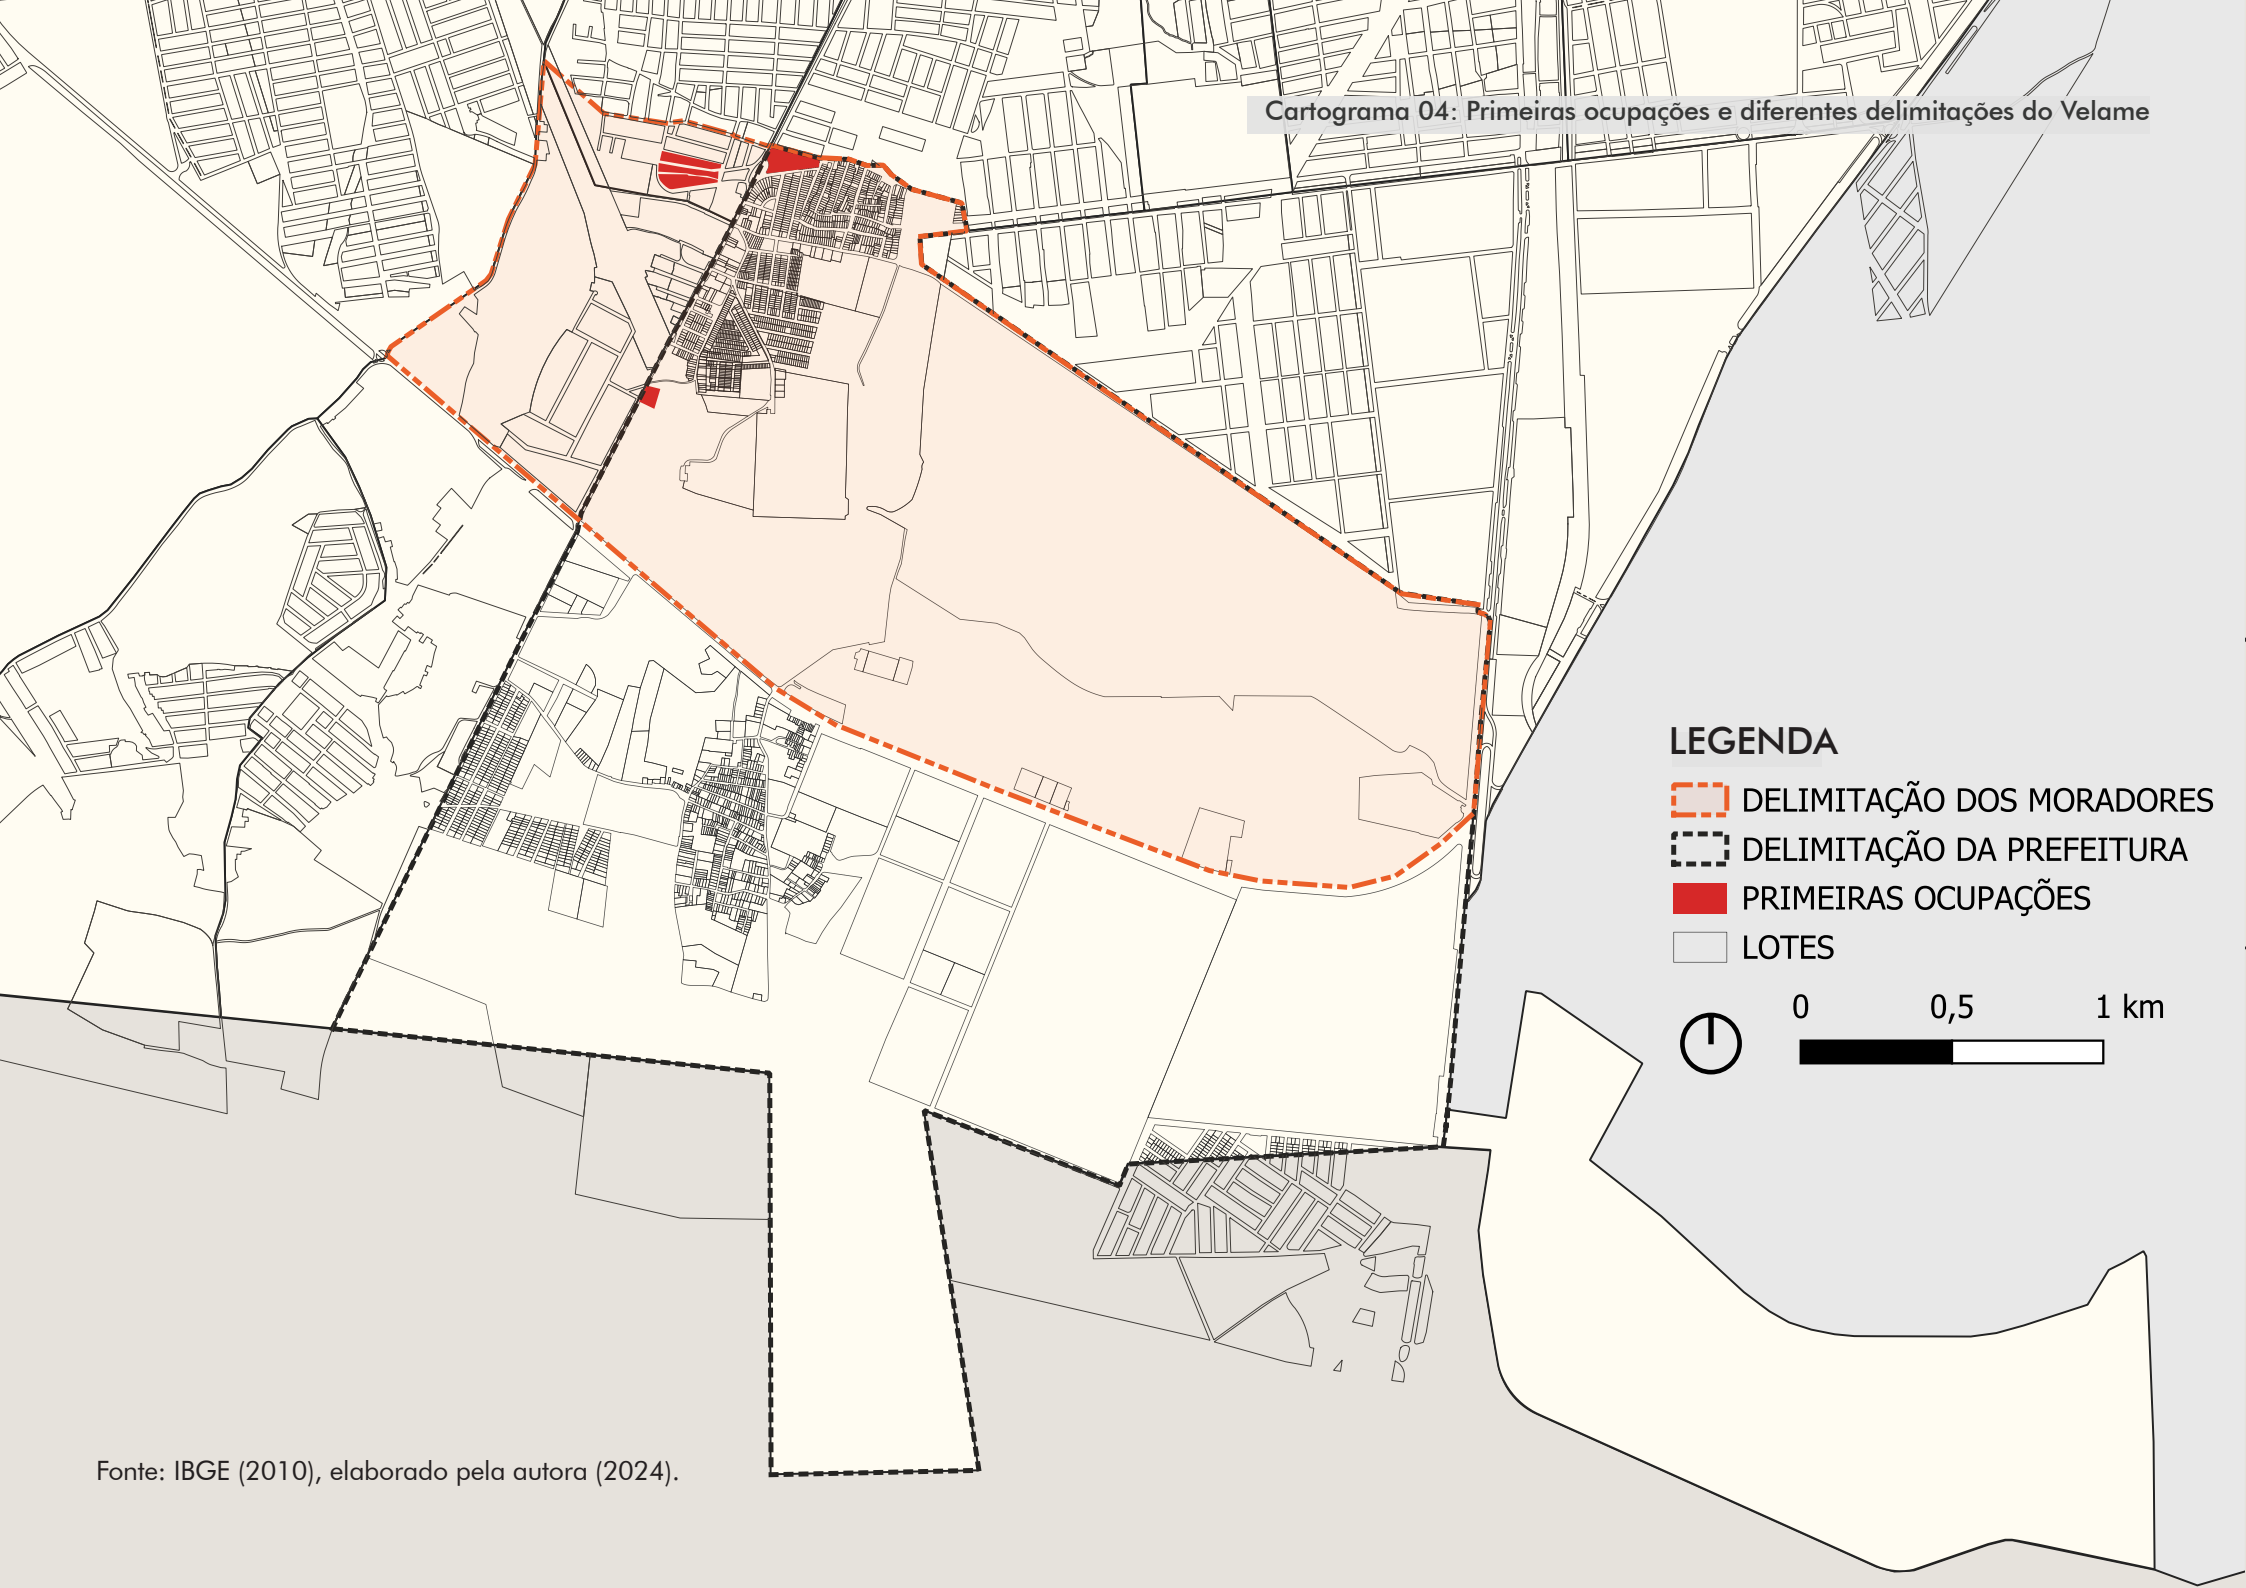 Cartograma 04: Primeiras ocupações e diferentes delimitações do Velame
LEGENDA
DELIMITAÇÃO DOS MORADORES
DELIMITAÇÃO DA PREFEITURA
PRIMEIRAS OCUPAÇÕES
LOTES
0 0,5 1 km
Fonte: IBGE (2010), elaborado pela autora (2024).